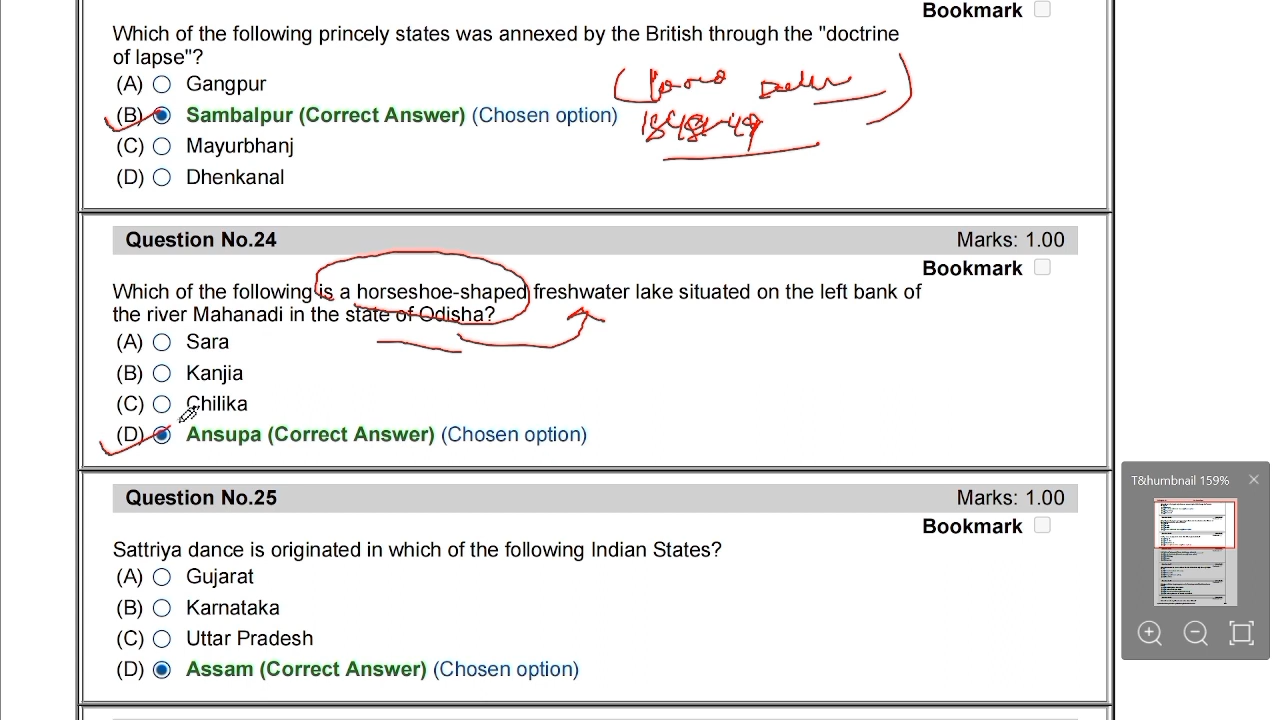 Bookmark
Which of the following princely states was annexed by the British through the "doctrine
of lapse"?
(A) Gangpur
(B) Sambalpur (Correct Answer) (Chosen option)
1848-49
(C) Mayurbhanj
(D) Dhenkanal
Question No.24 Marks: 1.00
Bookmark
Which of the following is a horseshoe-shaped freshwater lake situated on the left bank of
the river Mahanadi in the state of Odisha?
(A) Sara
(B) Kanjia
(C) Chilika
(D) Ansupa (Correct Answer) (Chosen option)
Question No.25 Marks: 1.00
Bookmark
Sattriya dance is originated in which of the following Indian States?
(A) Gujarat
(B) Karnataka
(C) Uttar Pradesh
(D) Assam (Correct Answer) (Chosen option)
T&humbnail 159%